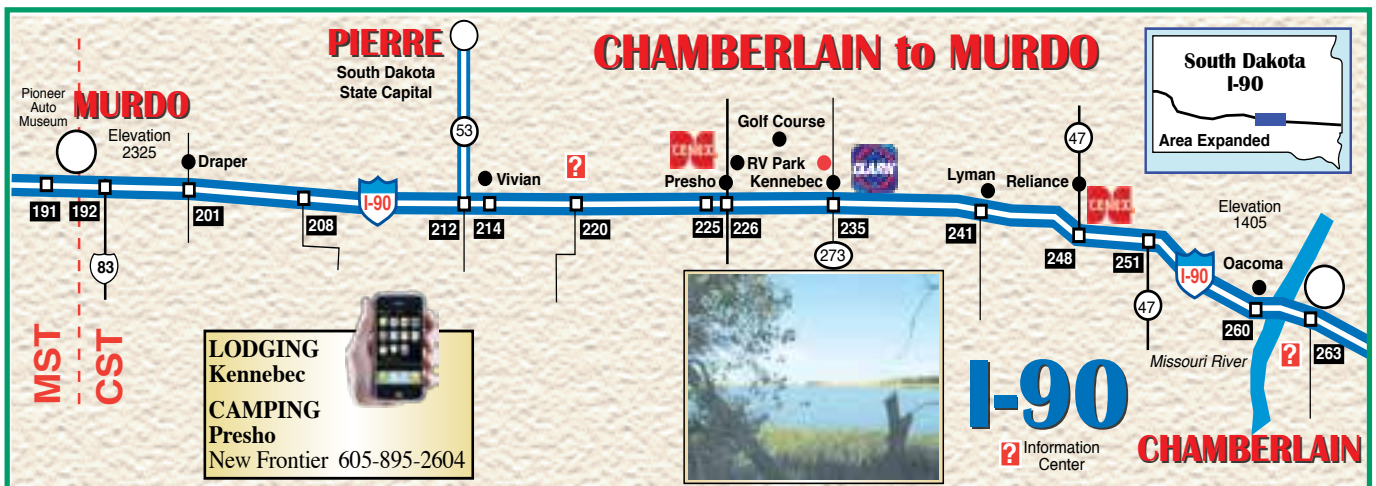 CHAMBERLAIN to MURDO
PIERRE
South Dakota
State Capital
South Dakota
I-90
Area Expanded
Pioneer
Auto
Museum
MURDO
Elevation
2325
Draper
53
Vivian
?
CENEX
Golf Course
RV Park
Presho
Kennebec
CLARK
Lyman
47
Reliance
CENEX
Elevation
1405
Oacoma
I-90
I-90
191
192
201
208
212
214
220
225
226
235
241
248
251
260
263
83
273
47
Missouri River
?
MST
CST
LODGING
Kennebec
CAMPING
Presho
New Frontier 605-895-2604
I-90
? Information
Center
CHAMBERLAIN